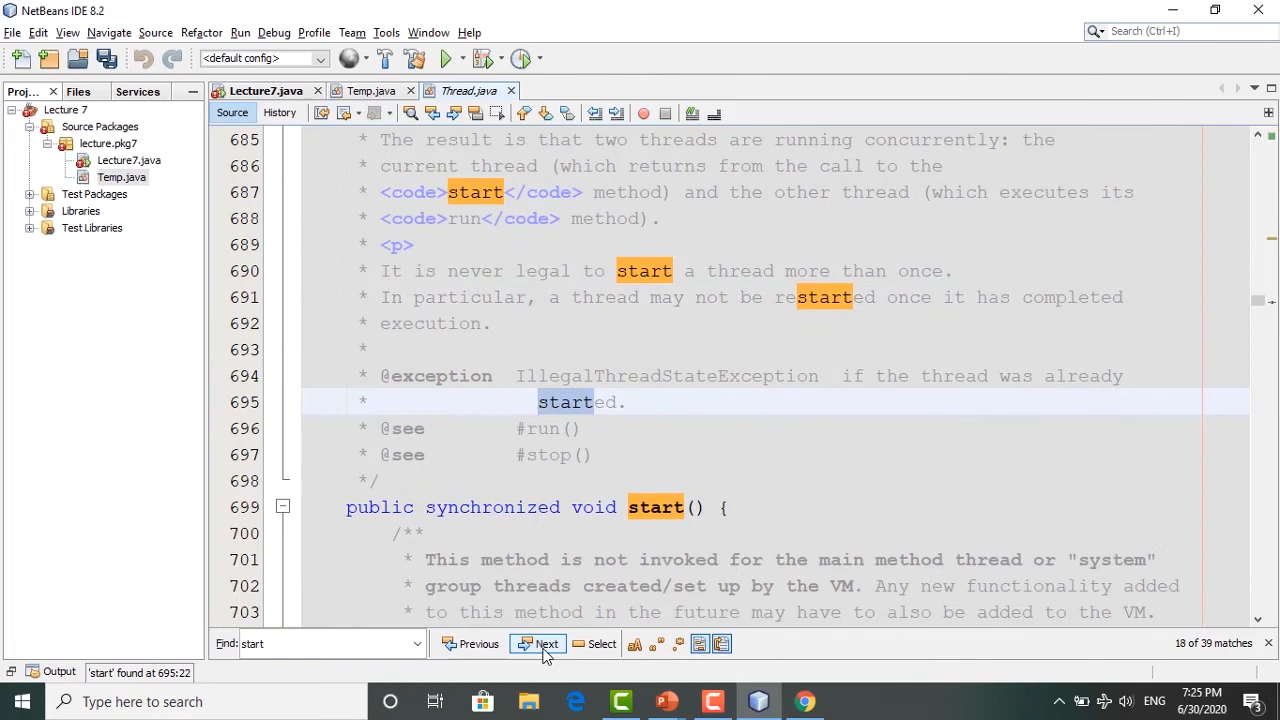 NetBeans IDE 8.2
File Edit View Navigate Source Refactor Run Debug Profile Team Tools Window Help
Search (Ctrl+I)
<default config>
Proj... Files Services
Lecture7.java Temp.java Thread.java
Lecture 7
Source Packages
lecture.pkg7
Lecture7.java
Temp.java
Test Packages
Libraries
Test Libraries
Source History
685 * The result is that two threads are running concurrently: the
686 * current thread (which returns from the call to the
687 * <code>start</code> method) and the other thread (which executes its
688 * <code>run</code> method).
689 * <p>
690 * It is never legal to start a thread more than once.
691 * In particular, a thread may not be restarted once it has completed
692 * execution.
693 *
694 * @exception IllegalThreadStateException if the thread was already
695 * started.
696 * @see #run()
697 * @see #stop()
698 */
699 public synchronized void start() {
700 /**
701 * This method is not invoked for the main method thread or "system"
702 * group threads created/set up by the VM. Any new functionality added
703 * to this method in the future may have to also be added to the VM.
Find: start Previous Next Select 18 of 39 matches
Output 'start' found at 695:22
Type here to search
ENG
7:25 PM
6/30/2020
3